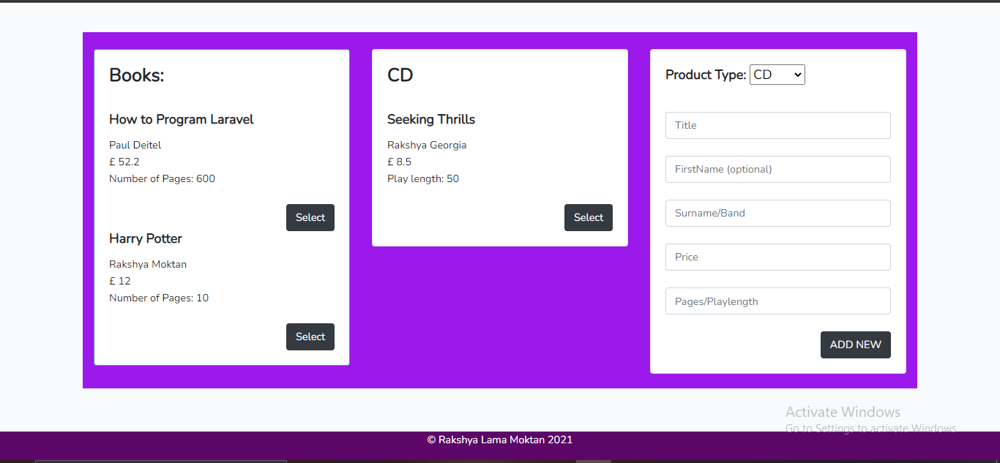 Books:
How to Program Laravel
Paul Deitel
£ 52.2
Number of Pages: 600
Select
Harry Potter
Rakshya Moktan
£ 12
Number of Pages: 10
Select
CD
Seeking Thrills
Rakshya Georgia
£ 8.5
Play length: 50
Select
Product Type: CD
Title
FirstName (optional)
Surname/Band
Price
Pages/Playlength
ADD NEW
Activate Windows
Go to Settings to activate Windows.
© Rakshya Lama Moktan 2021